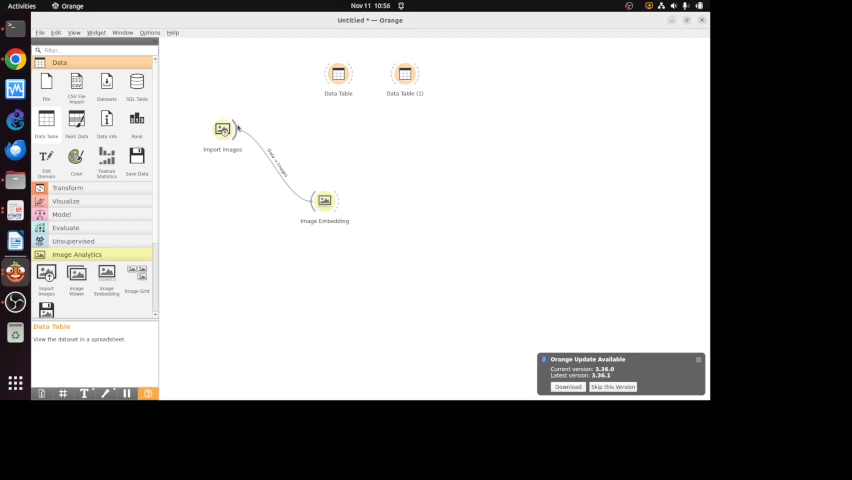 Activities
Orange
Nov 11 10:56
Untitled * — Orange
File Edit View Widget Window Options Help
Filter...
Data
File
CSV File Import
Datasets
SQL Table
Data Table
Paint Data
Data Info
Rank
Edit Domain
Color
Feature Statistics
Save Data
Transform
Visualize
Model
Evaluate
Unsupervised
Image Analytics
Import Images
Image Viewer
Image Embedding
Image Grid
Data Table
View the dataset in a spreadsheet.
Data Table
Data Table (1)
Import Images
Data → Images
Image Embedding
Orange Update Available
Current version: 3.36.0
Latest version: 3.36.1
Download
Skip this Version